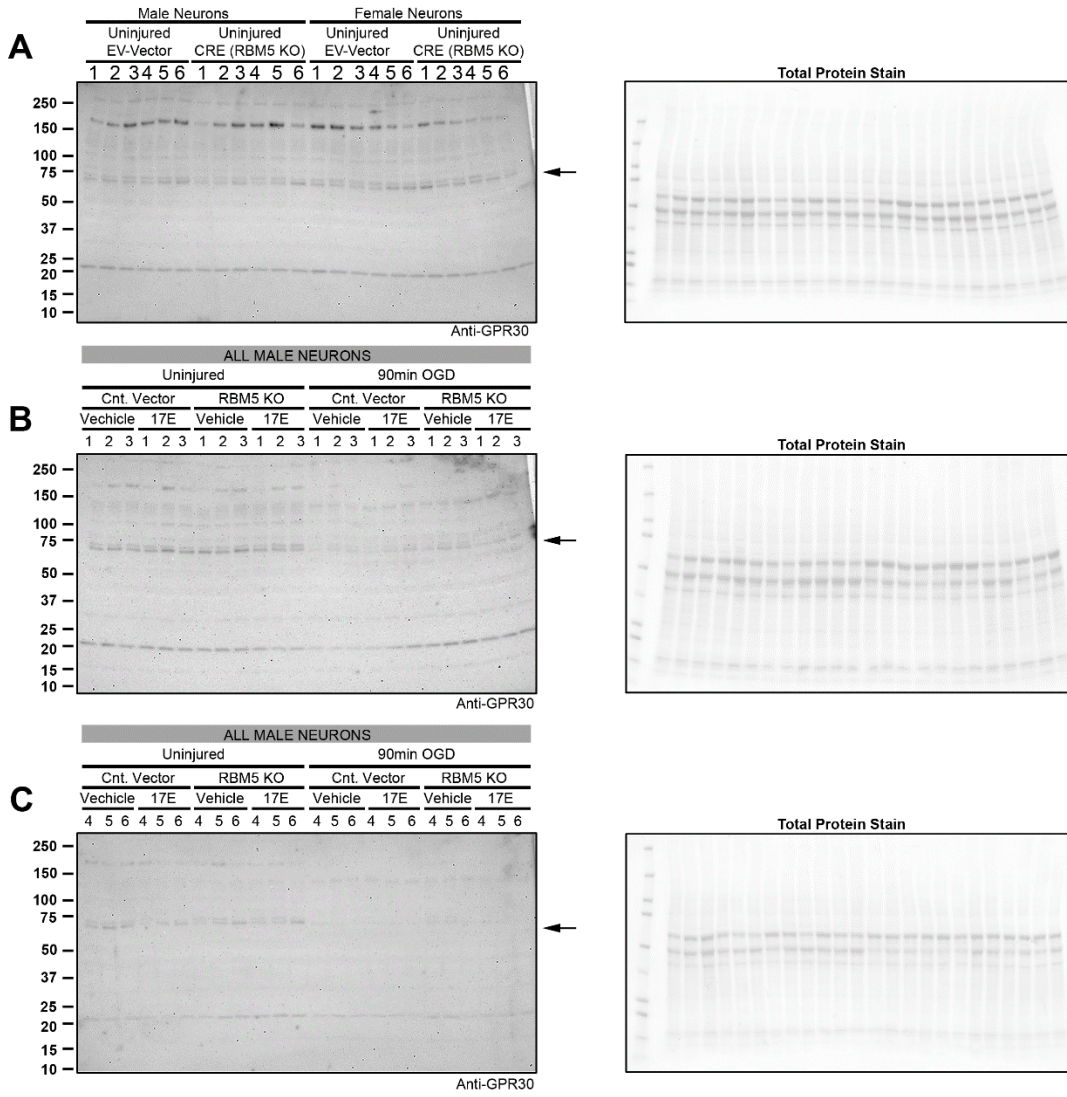 Male Neurons Female Neurons
Uninjured Uninjured Uninjured Uninjured
EV-Vector CRE (RBM5 KO) EV-Vector CRE (RBM5 KO)
A
1 2 3 4 5 6 1 2 3 4 5 6 1 2 3 4 5 6 1 2 3 4 5 6
Total Protein Stain
250
150
100
75
50
37
25
20
15
10
Anti-GPR30
ALL MALE NEURONS
Uninjured 90min OGD
Cnt. Vector RBM5 KO Cnt. Vector RBM5 KO
B
Vechicle 17E Vehicle 17E Vehicle 17E Vehicle 17E
1 2 3 1 2 3 1 2 3 1 2 3 1 2 3 1 2 3 1 2 3 1 2 3
Total Protein Stain
250
150
100
75
50
37
25
20
15
10
Anti-GPR30
ALL MALE NEURONS
Uninjured 90min OGD
Cnt. Vector RBM5 KO Cnt. Vector RBM5 KO
C
Vechicle 17E Vehicle 17E Vehicle 17E Vehicle 17E
4 5 6 4 5 6 4 5 6 4 5 6 4 5 6 4 5 6 4 5 6 4 5 6
Total Protein Stain
250
150
100
75
50
37
25
20
15
10
Anti-GPR30